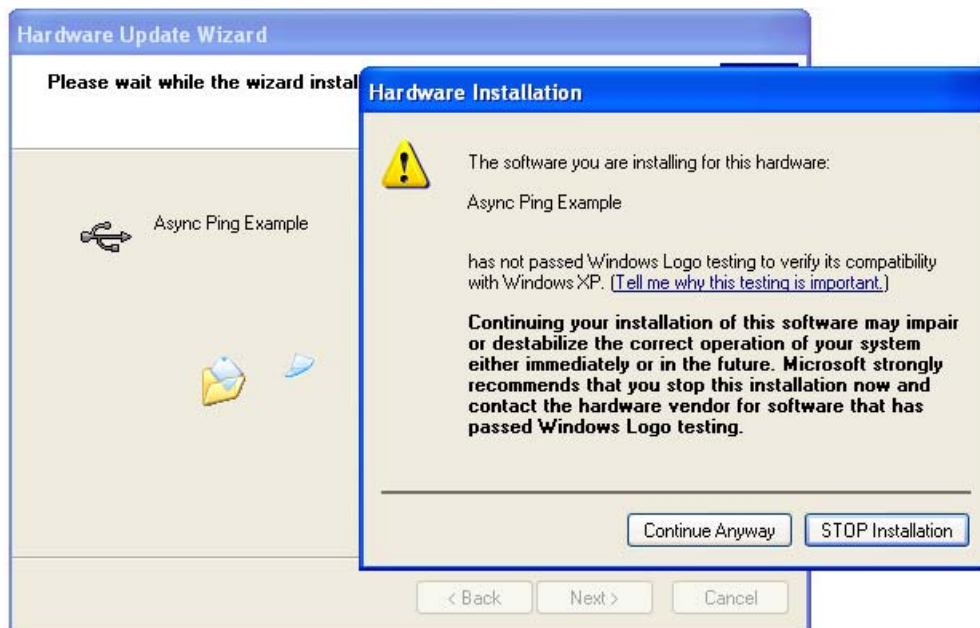 Hardware Update Wizard
Please wait while the wizard instal
Async Ping Example
Hardware Installation
The software you are installing for this hardware:
Async Ping Example
has not passed Windows Logo testing to verify its compatibility
with Windows XP. (Tell me why this testing is important.)
Continuing your installation of this software may impair
or destabilize the correct operation of your system
either immediately or in the future. Microsoft strongly
recommends that you stop this installation now and
contact the hardware vendor for software that has
passed Windows Logo testing.
Continue Anyway
STOP Installation
< Back
Next >
Cancel